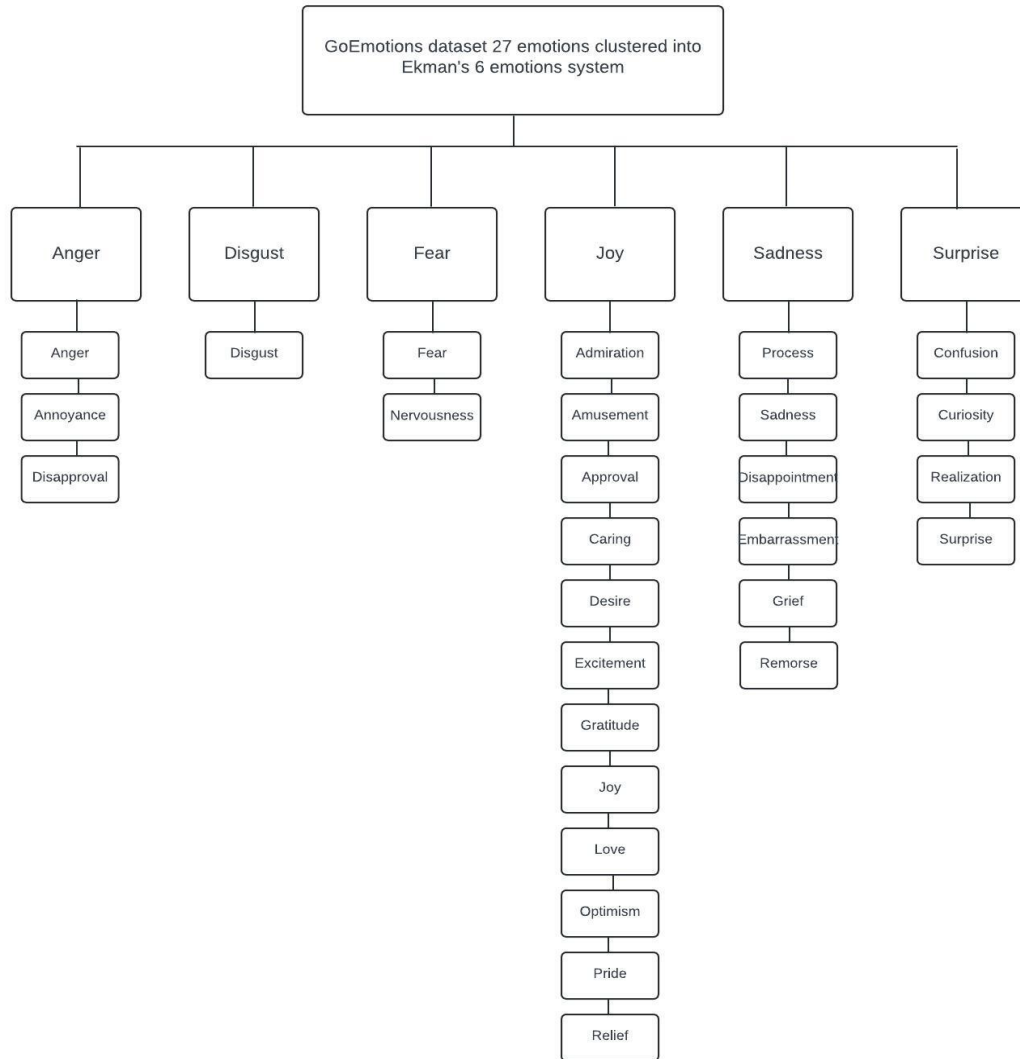 GoEmotions dataset 27 emotions clustered into
Ekman's 6 emotions system
Anger
Disgust
Fear
Joy
Sadness
Surprise
Anger
Annoyance
Disapproval
Disgust
Fear
Nervousness
Admiration
Amusement
Approval
Caring
Desire
Excitement
Gratitude
Joy
Love
Optimism
Pride
Relief
Process
Sadness
Disappointment
Embarrassment
Grief
Remorse
Confusion
Curiosity
Realization
Surprise